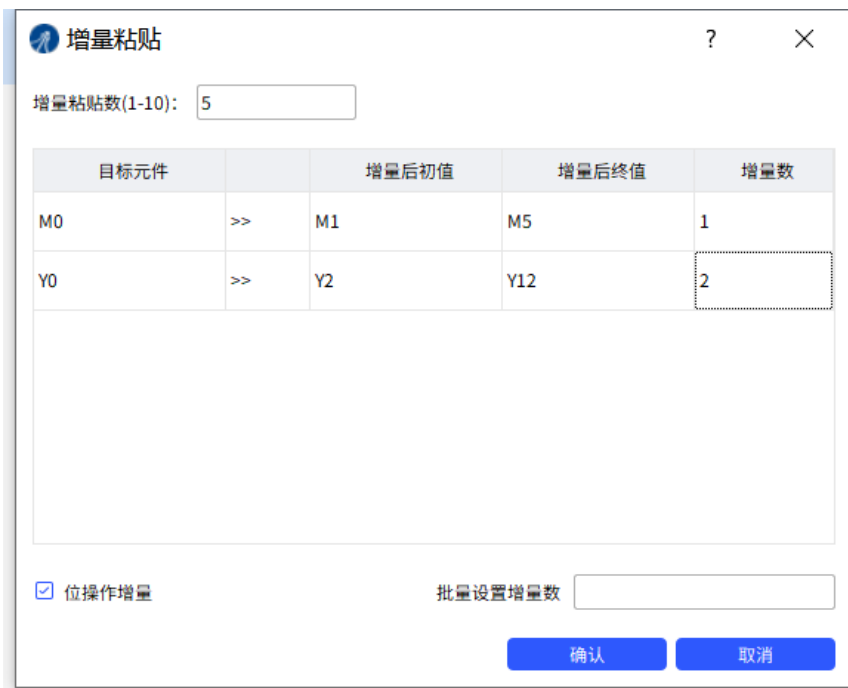 增量粘贴 ?
增量粘贴数(1-10)： 5
目标元件 增量后初值 增量后终值 增量数
M0 >> M1 M5 1
Y0 >> Y2 Y12 2
位操作增量 批量设置增量数
确认 取消